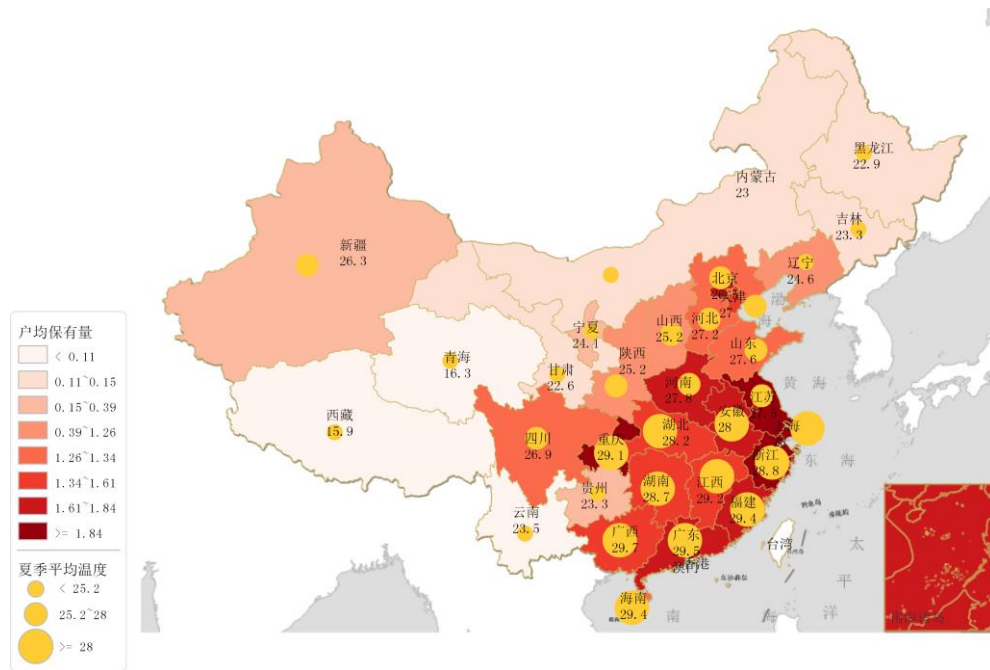 黑龙江
22.9
内蒙古
23
吉林
23.3
新疆
26.3
辽宁
24.6
北京
天津
27
渤
海
宁夏
24.1
山西
25.2
河北
27.2
山东
27.6
青海
16.3
甘肃
22.6
陕西
25.2
黄 海
河南
27.8
江苏
西藏
15.9
安徽
28
海
湖北
28.2
四川
26.9
重庆
29.1
浙江
28.8
东 海
贵州
23.3
湖南
28.7
江西
29.2
福建
29.4
云南
23.5
广西
29.7
广东
29.5
香港
澳门
台湾
太
平
洋
海南
29.4
南 海
户均保有量
< 0.11
0.11~0.15
0.15~0.39
0.39~1.26
1.26~1.34
1.34~1.61
1.61~1.84
>= 1.84
夏季平均温度
< 25.2
25.2~28
>= 28